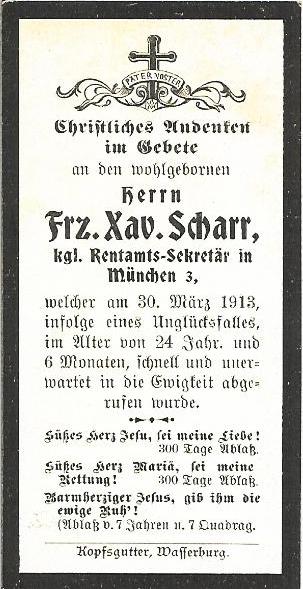 PATER NOSTER
Christliches Andenken
im Gebete
an den wohlgebornen
Herrn
Frz. Xav. Scharr,
kgl. Rentamts-Sekretär in
München 3,
welcher am 30. März 1913,
infolge eines Unglücksfalles,
im Alter von 24 Jahr. und
6 Monaten, schnell und uner-
wartet in die Ewigkeit abge-
rufen wurde.
Süßes Herz Jesu, sei meine Liebe!
300 Tage Ablaß.
Süßes Herz Mariä, sei meine
Rettung! 300 Tage Ablaß.
Barmherziger Jesus, gib ihm die
ewige Ruh'!
(Ablaß v. 7 Jahren u. 7 Quadrag.
Kopfsgutter, Wasserburg.